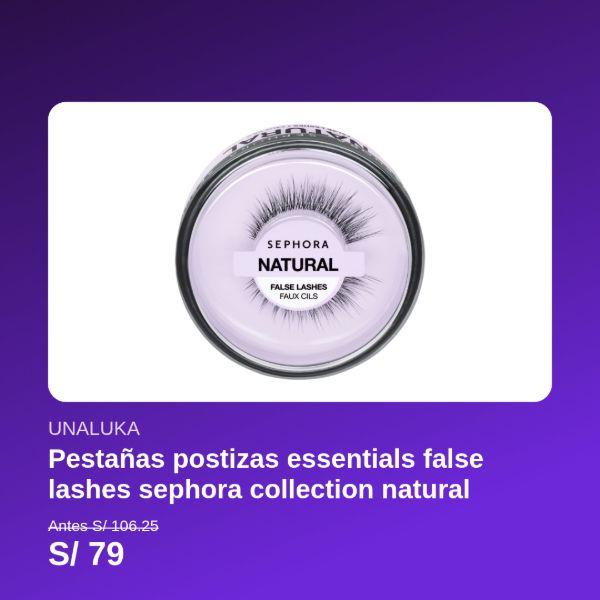 SEPHORA
NATURAL
FALSE LASHES
FAUX CILS
UNALUKA
Pestañas postizas essentials false
lashes sephora collection natural
Antes S/ 106.25
S/ 79